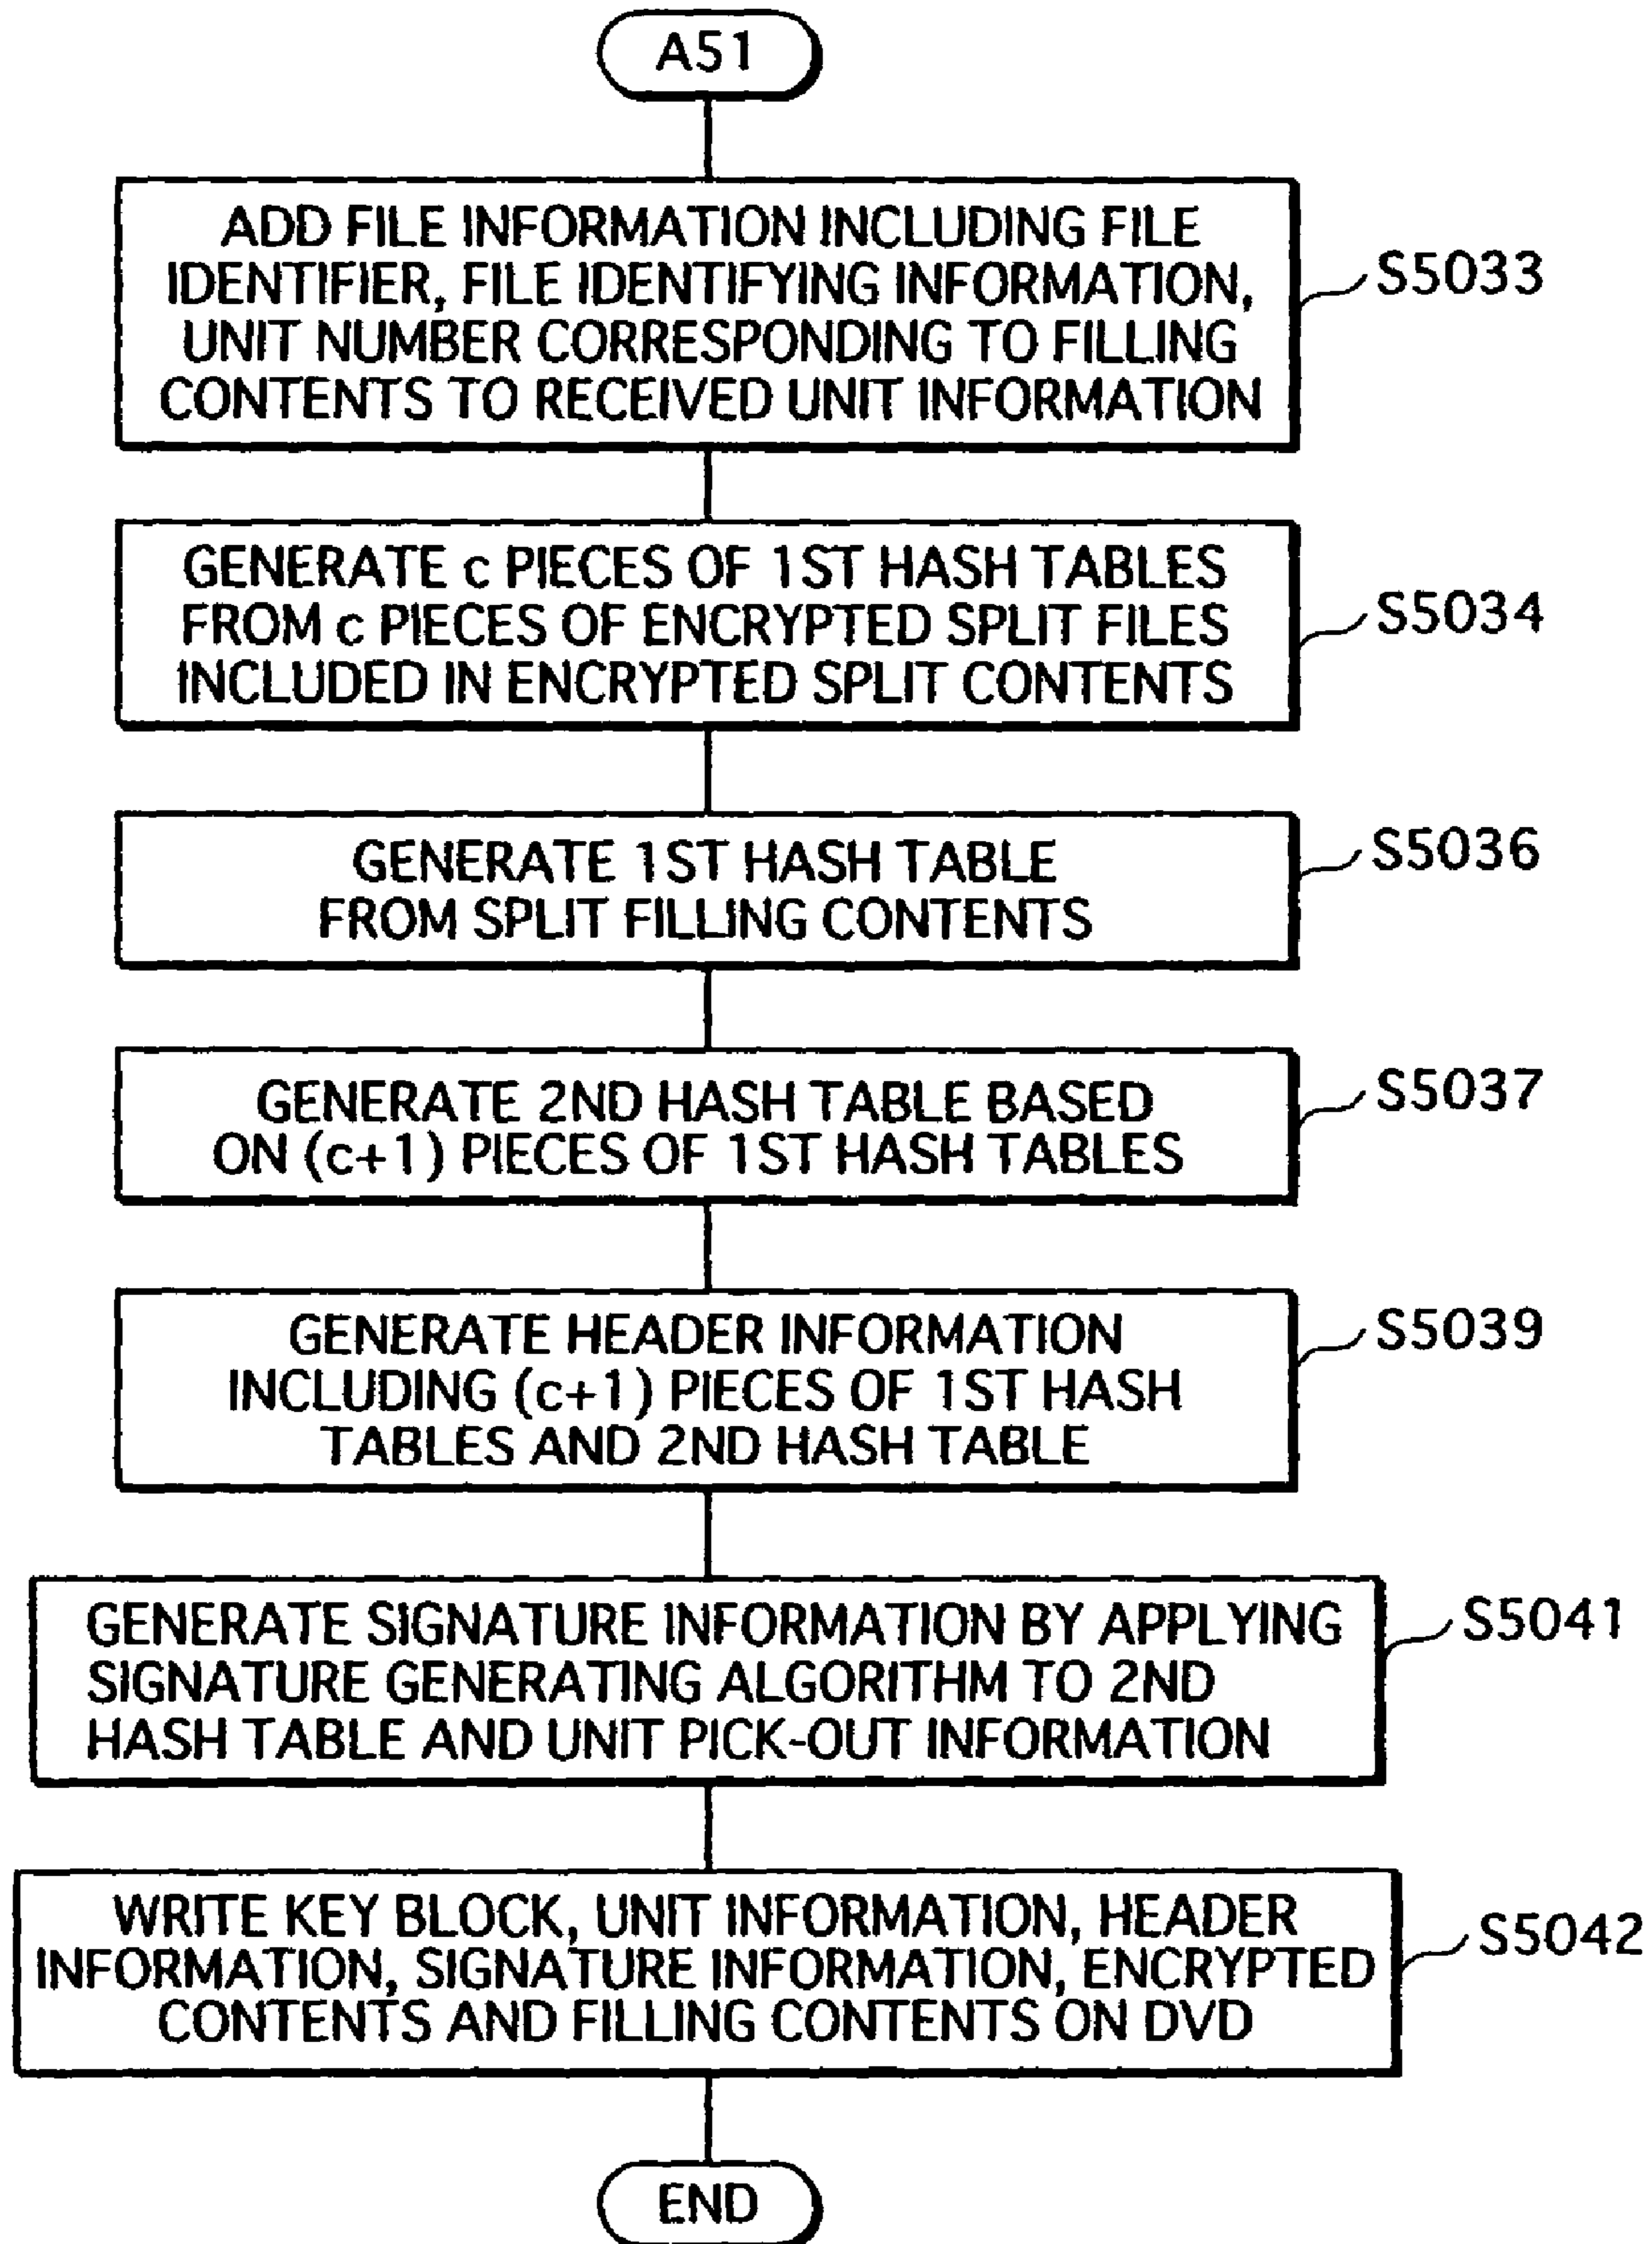 A51
ADD FILE INFORMATION INCLUDING FILE
IDENTIFIER, FILE IDENTIFYING INFORMATION,
UNIT NUMBER CORRESPONDING TO FILLING
CONTENTS TO RECEIVED UNIT INFORMATION
S5033
GENERATE c PIECES OF 1ST HASH TABLES
FROM c PIECES OF ENCRYPTED SPLIT FILES
INCLUDED IN ENCRYPTED SPLIT CONTENTS
S5034
GENERATE 1ST HASH TABLE
FROM SPLIT FILLING CONTENTS
S5036
GENERATE 2ND HASH TABLE BASED
ON (c+1) PIECES OF 1ST HASH TABLES
S5037
GENERATE HEADER INFORMATION
INCLUDING (c+1) PIECES OF 1ST HASH
TABLES AND 2ND HASH TABLE
S5039
GENERATE SIGNATURE INFORMATION BY APPLYING
SIGNATURE GENERATING ALGORITHM TO 2ND
HASH TABLE AND UNIT PICK-OUT INFORMATION
S5041
WRITE KEY BLOCK, UNIT INFORMATION, HEADER
INFORMATION, SIGNATURE INFORMATION, ENCRYPTED
CONTENTS AND FILLING CONTENTS ON DVD
S5042
END